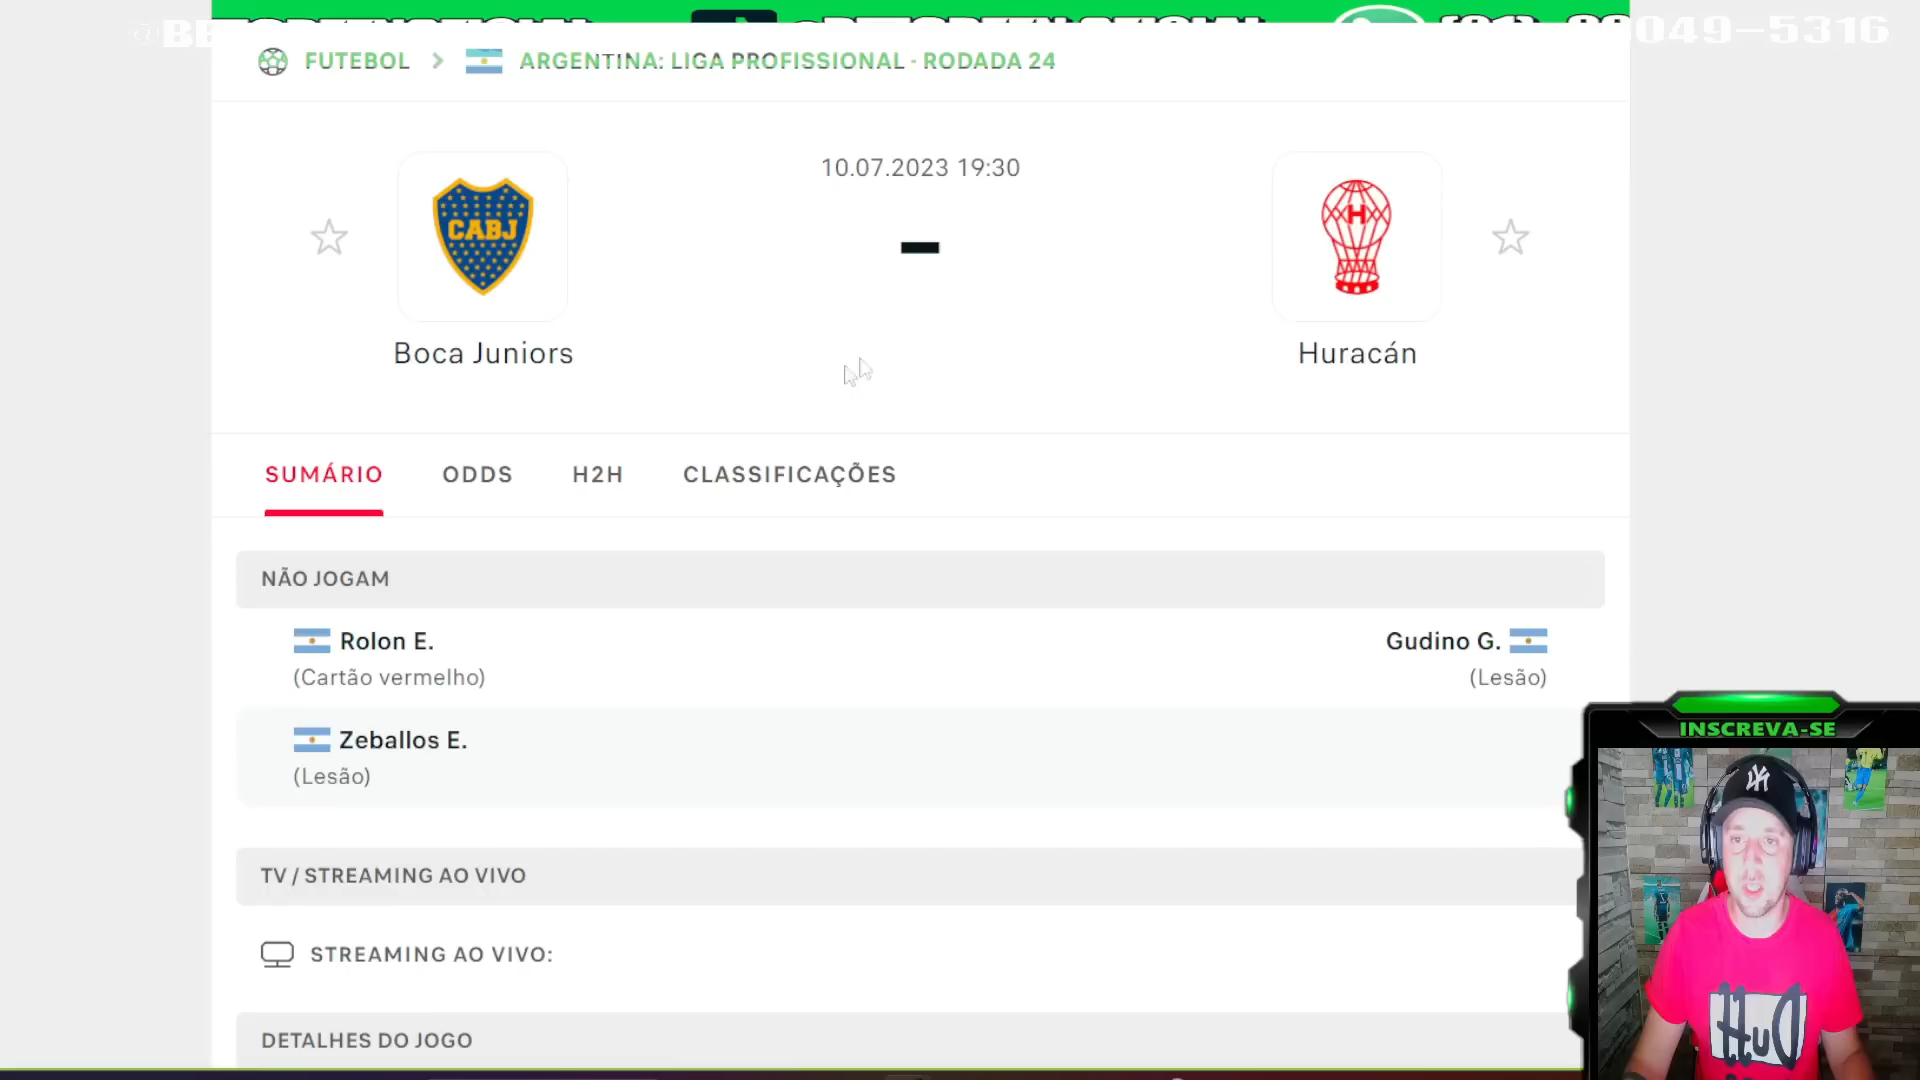 049-5316
FUTEBOL
ARGENTINA: LIGA PROFISSIONAL - RODADA 24
10.07.2023 19:30
CABJ
H
Boca Juniors
Huracán
SUMÁRIO ODDS H2H CLASSIFICAÇÕES
NÃO JOGAM
Rolon E.
(Cartão vermelho)
Gudino G.
(Lesão)
Zeballos E.
(Lesão)
TV / STREAMING AO VIVO
STREAMING AO VIVO:
DETALHES DO JOGO
INSCREVA-SE